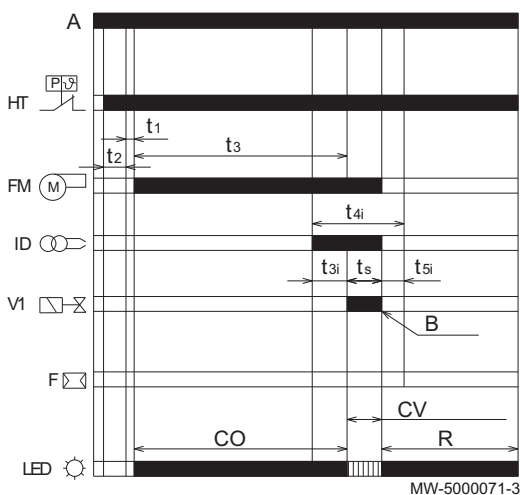 A
P ϑ
HT
t1
t2
t3
FM M
t4i
ID
t3i ts t5i
V1
B
F
CV
CO R
LED
MW-5000071-3